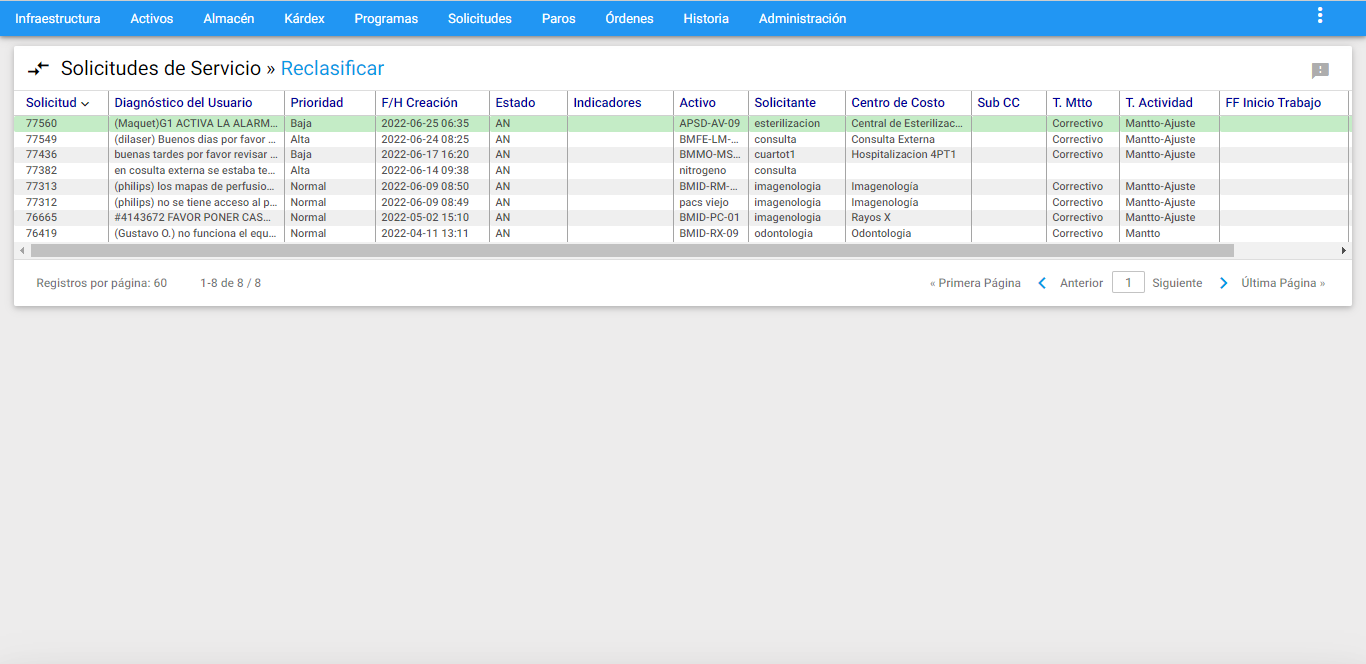 Infraestructura Activos Almacén Kárdex Programas Solicitudes Paros Órdenes Historia Administración
Solicitudes de Servicio » Reclasificar
Solicitud Diagnóstico del Usuario Prioridad F/H Creación Estado Indicadores Activo Solicitante Centro de Costo Sub CC T. Mtto T. Actividad FF Inicio Trabajo
77560 (Maquet)G1 ACTIVA LA ALARM... Baja 2022-06-25 06:35 AN APSD-AV-09 esterilizacion Central de Esterilizac... Correctivo Mantto-Ajuste
77549 (dilaser) Buenos dias por favor ... Alta 2022-06-24 08:25 AN BMFE-LM-... consulta Consulta Externa Correctivo Mantto-Ajuste
77436 buenas tardes por favor revisar ... Baja 2022-06-17 16:20 AN BMMO-MS... cuartot1 Hospitalizacion 4PT1 Correctivo Mantto-Ajuste
77382 en cosulta externa se estaba te... Alta 2022-06-14 09:38 AN nitrogeno consulta
77313 (philips) los mapas de perfusio... Normal 2022-06-09 08:50 AN BMID-RM-... imagenologia Imagenología Correctivo Mantto-Ajuste
77312 (philips) no se tiene acceso al p... Normal 2022-06-09 08:49 AN pacs viejo imagenologia Imagenología Correctivo Mantto-Ajuste
76665 #4143672 FAVOR PONER CAS... Normal 2022-05-02 15:10 AN BMID-PC-01 imagenologia Rayos X Correctivo Mantto-Ajuste
76419 (Gustavo O.) no funciona el equ... Normal 2022-04-11 13:11 AN BMID-RX-09 odontologia Odontologia Correctivo Mantto
Registros por página: 60 1-8 de 8 / 8 « Primera Página Anterior 1 Siguiente Última Página »